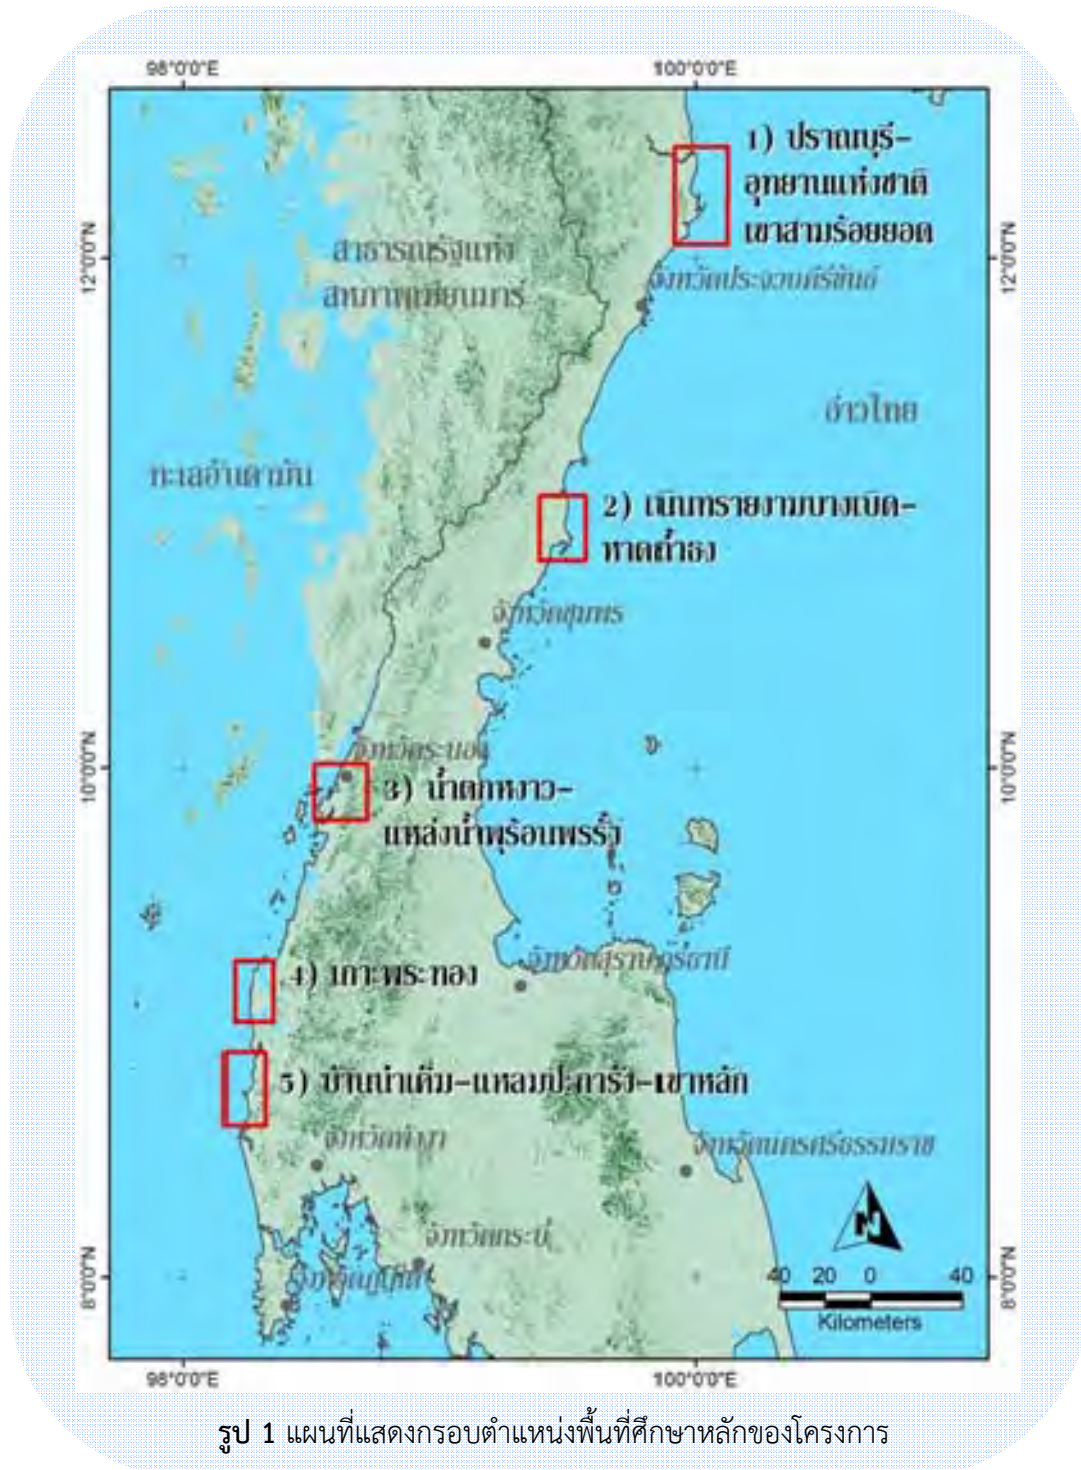 98°0'0"E
100°0'0"E
1) ปราณบุรี-
อุทยานแห่งชาติ
เขาสามร้อยยอด
สาธารณรัฐแห่ง
สหภาพเมียนมาร์
12°0'0"N
12°0'0"N
จังหวัดประจวบคีรีขันธ์
อ่าวไทย
ทะเลอันดามัน
2) เนินทรายงามบางเบิด-
หาดถ้ำธง
จังหวัดชุมพร
จังหวัดระนอง
10°0'0"N
10°0'0"N
3) น้ำตกหงาว-
แหล่งน้ำพุร้อนพรรั้ง
จังหวัดสุราษฎร์ธานี
4) เกาะพระทอง
5) บ้านน้ำเค็ม-แหลมปะการัง-เขาหลัก
จังหวัดพังงา
จังหวัดนครศรีธรรมราช
จังหวัดกระบี่
จังหวัดภูเก็ต
8°0'0"N
8°0'0"N
N
40 20 0 40
Kilometers
98°0'0"E
100°0'0"E
รูป 1 แผนที่แสดงกรอบตำแหน่งพื้นที่ศึกษาหลักของโครงการ